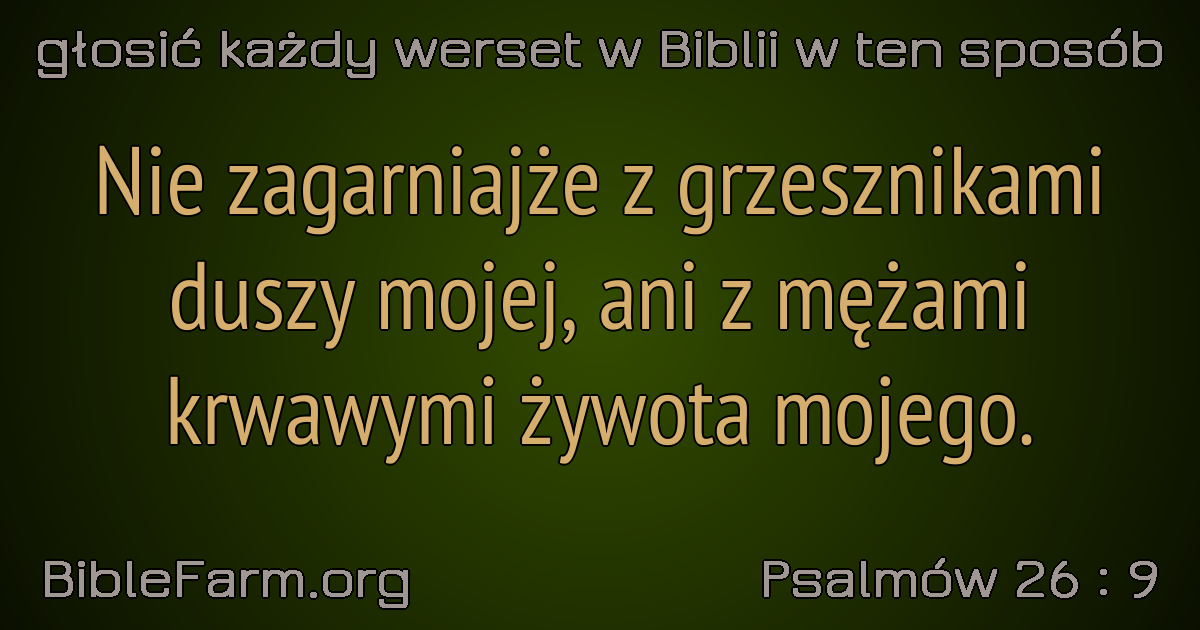 głosić każdy werset w Biblii w ten sposób
Nie zagarniajże z grzesznikami
duszy mojej, ani z mężami
krwawymi żywota mojego.
BibleFarm.org
Psalmów 26 : 9